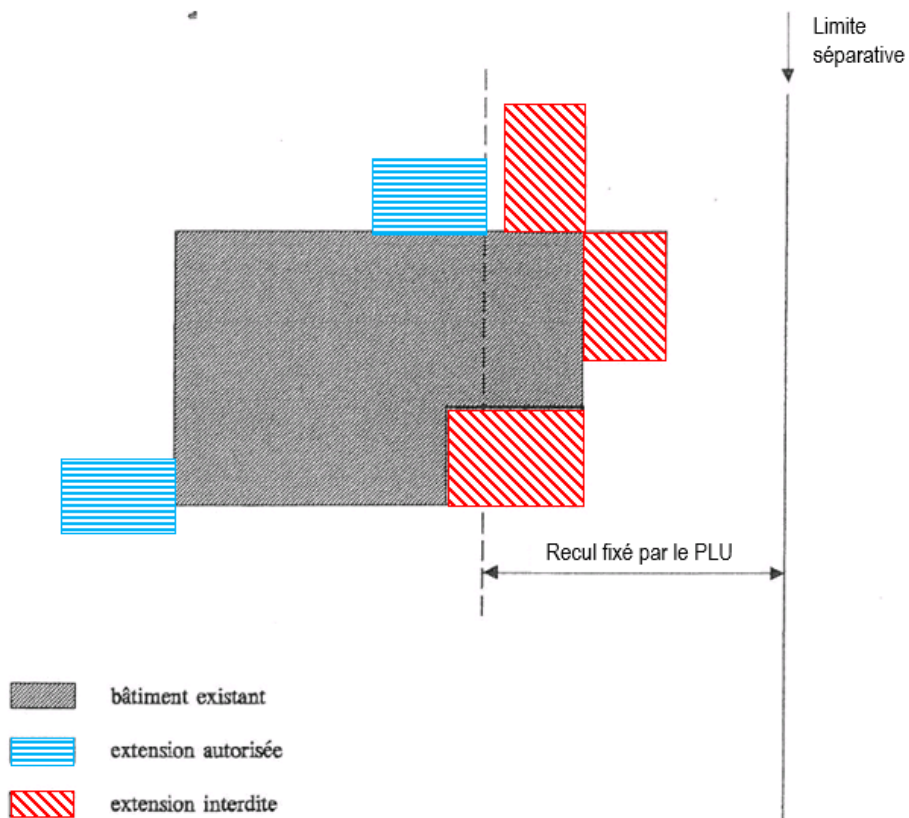 Limite
séparative
Recul fixé par le PLU
bâtiment existant
extension autorisée
extension interdite